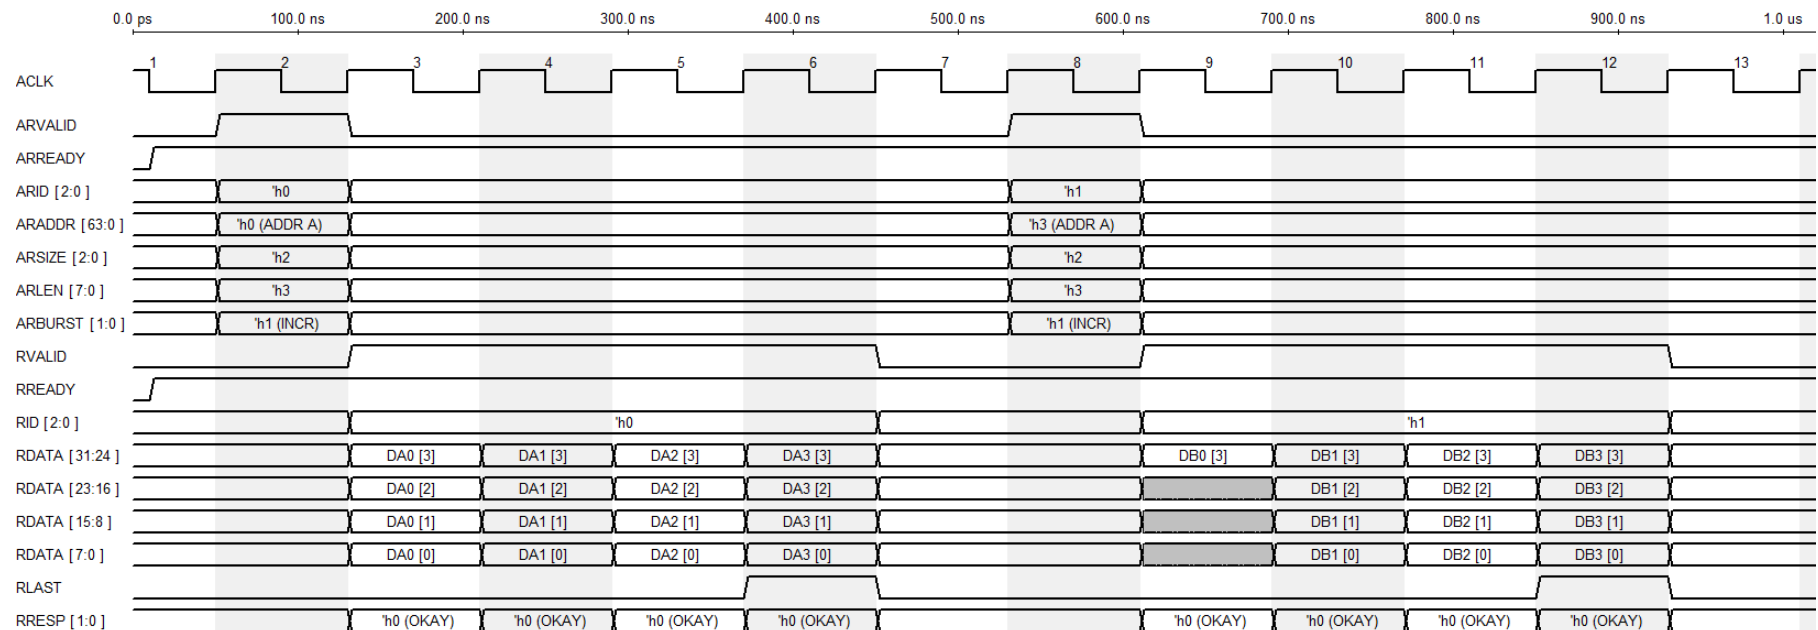 0.0 ps 100.0 ns 200.0 ns 300.0 ns 400.0 ns 500.0 ns 600.0 ns 700.0 ns 800.0 ns 900.0 ns 1.0 us
1 2 3 4 5 6 7 8 9 10 11 12 13
ACLK
ARVALID
ARREADY
ARID [2:0 ] 'h0 'h1
ARADDR [63:0 ] 'h0 (ADDR A) 'h3 (ADDR A)
ARSIZE [2:0 ] 'h2 'h2
ARLEN [7:0 ] 'h3 'h3
ARBURST [1:0 ] 'h1 (INCR) 'h1 (INCR)
RVALID
RREADY
RID [2:0 ] 'h0 'h1
RDATA [31:24 ] DA0 [3] DA1 [3] DA2 [3] DA3 [3] DB0 [3] DB1 [3] DB2 [3] DB3 [3]
RDATA [23:16 ] DA0 [2] DA1 [2] DA2 [2] DA3 [2] DB1 [2] DB2 [2] DB3 [2]
RDATA [15:8 ] DA0 [1] DA1 [1] DA2 [1] DA3 [1] DB1 [1] DB2 [1] DB3 [1]
RDATA [7:0 ] DA0 [0] DA1 [0] DA2 [0] DA3 [0] DB1 [0] DB2 [0] DB3 [0]
RLAST
RRESP [1:0 ] 'h0 (OKAY) 'h0 (OKAY) 'h0 (OKAY) 'h0 (OKAY) 'h0 (OKAY) 'h0 (OKAY) 'h0 (OKAY) 'h0 (OKAY)